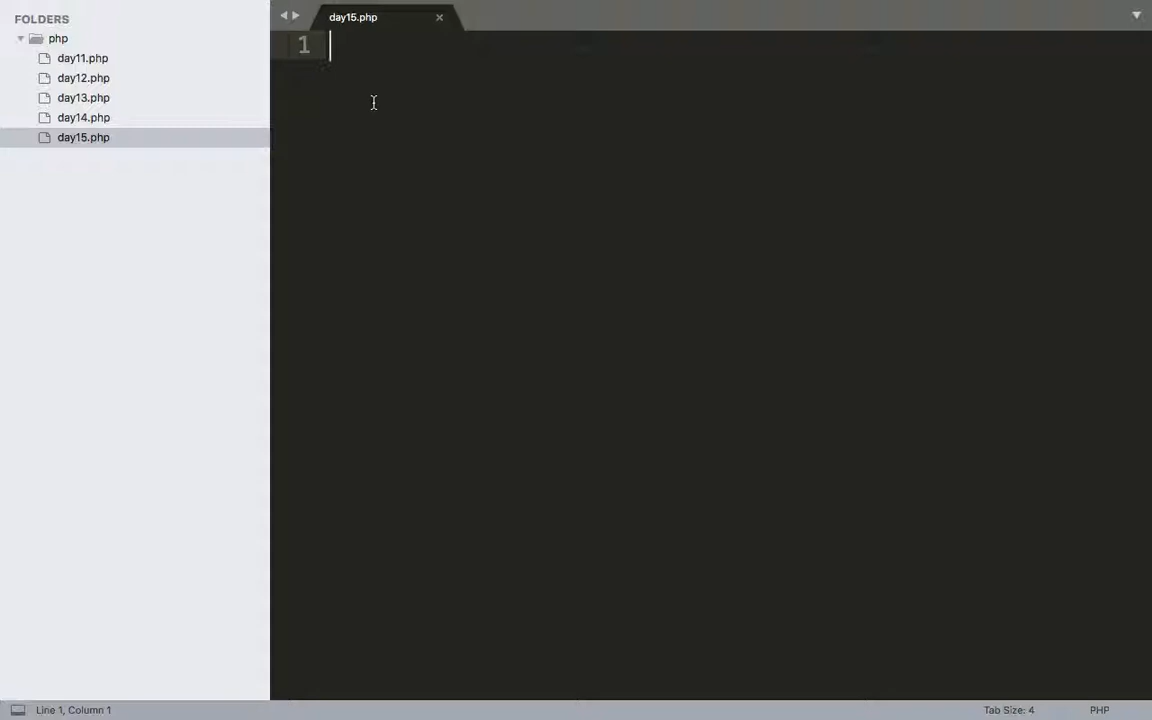 FOLDERS
php
day11.php
day12.php
day13.php
day14.php
day15.php
day15.php
1
Line 1, Column 1
Tab Size: 4
PHP